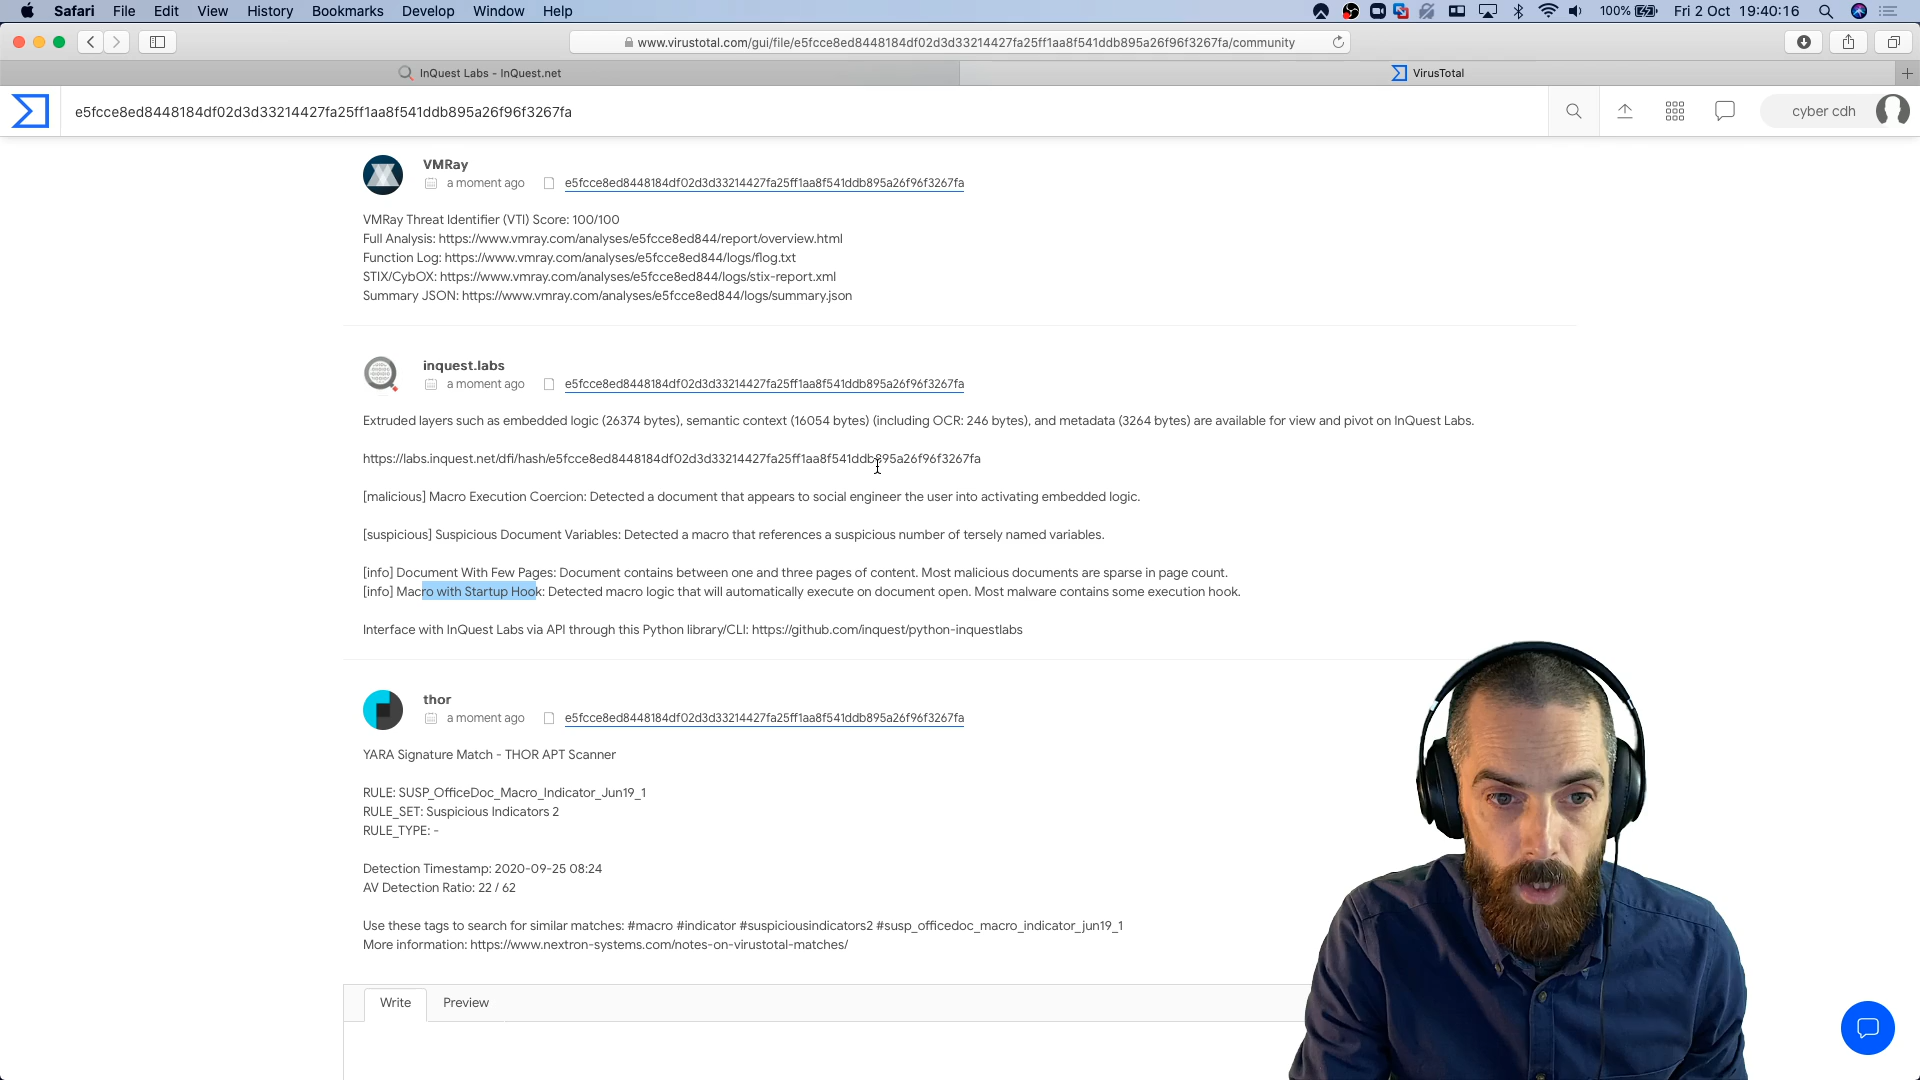 Safari File Edit View History Bookmarks Develop Window Help 100% Fri 2 Oct 19:40:16
www.virustotal.com/gui/file/e5fcce8ed8448184df02d3d33214427fa25ff1aa8f541ddb895a26f96f3267fa/community
InQuest Labs - InQuest.net VirusTotal
e5fcce8ed8448184df02d3d33214427fa25ff1aa8f541ddb895a26f96f3267fa cyber cdh
VMRay
a moment ago e5fcce8ed8448184df02d3d33214427fa25ff1aa8f541ddb895a26f96f3267fa
VMRay Threat Identifier (VTI) Score: 100/100
Full Analysis: https://www.vmray.com/analyses/e5fcce8ed844/report/overview.html
Function Log: https://www.vmray.com/analyses/e5fcce8ed844/logs/flog.txt
STIX/CybOX: https://www.vmray.com/analyses/e5fcce8ed844/logs/stix-report.xml
Summary JSON: https://www.vmray.com/analyses/e5fcce8ed844/logs/summary.json
inquest.labs
a moment ago e5fcce8ed8448184df02d3d33214427fa25ff1aa8f541ddb895a26f96f3267fa
Extruded layers such as embedded logic (26374 bytes), semantic context (16054 bytes) (including OCR: 246 bytes), and metadata (3264 bytes) are available for view and pivot on InQuest Labs.
https://labs.inquest.net/dfi/hash/e5fcce8ed8448184df02d3d33214427fa25ff1aa8f541ddb895a26f96f3267fa
[malicious] Macro Execution Coercion: Detected a document that appears to social engineer the user into activating embedded logic.
[suspicious] Suspicious Document Variables: Detected a macro that references a suspicious number of tersely named variables.
[info] Document With Few Pages: Document contains between one and three pages of content. Most malicious documents are sparse in page count.
[info] Macro with Startup Hook: Detected macro logic that will automatically execute on document open. Most malware contains some execution hook.
Interface with InQuest Labs via API through this Python library/CLI: https://github.com/inquest/python-inquestlabs
thor
a moment ago e5fcce8ed8448184df02d3d33214427fa25ff1aa8f541ddb895a26f96f3267fa
YARA Signature Match - THOR APT Scanner
RULE: SUSP_OfficeDoc_Macro_Indicator_Jun19_1
RULE_SET: Suspicious Indicators 2
RULE_TYPE: -
Detection Timestamp: 2020-09-25 08:24
AV Detection Ratio: 22 / 62
Use these tags to search for similar matches: #macro #indicator #suspiciousindicators2 #susp_officedoc_macro_indicator_jun19_1
More information: https://www.nextron-systems.com/notes-on-virustotal-matches/
Write Preview